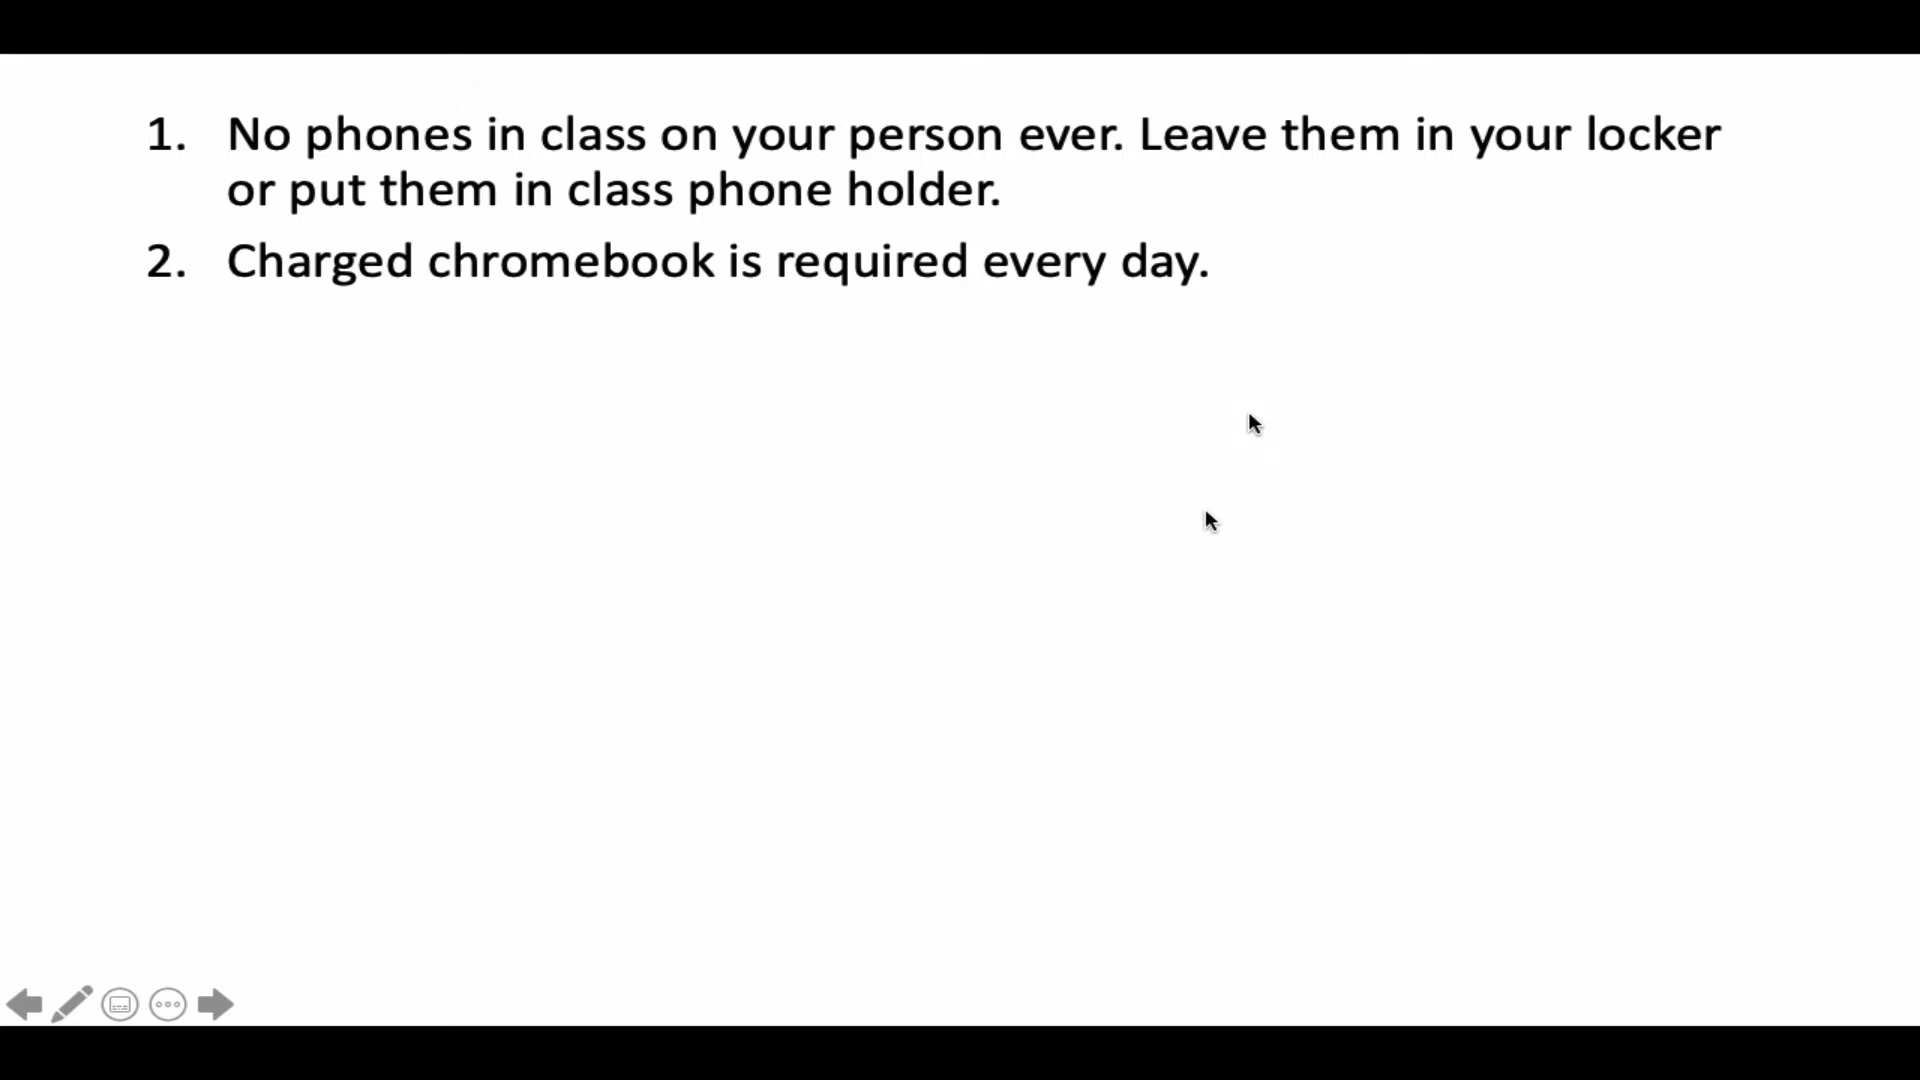 1. No phones in class on your person ever. Leave them in your locker
or put them in class phone holder.
2. Charged chromebook is required every day.